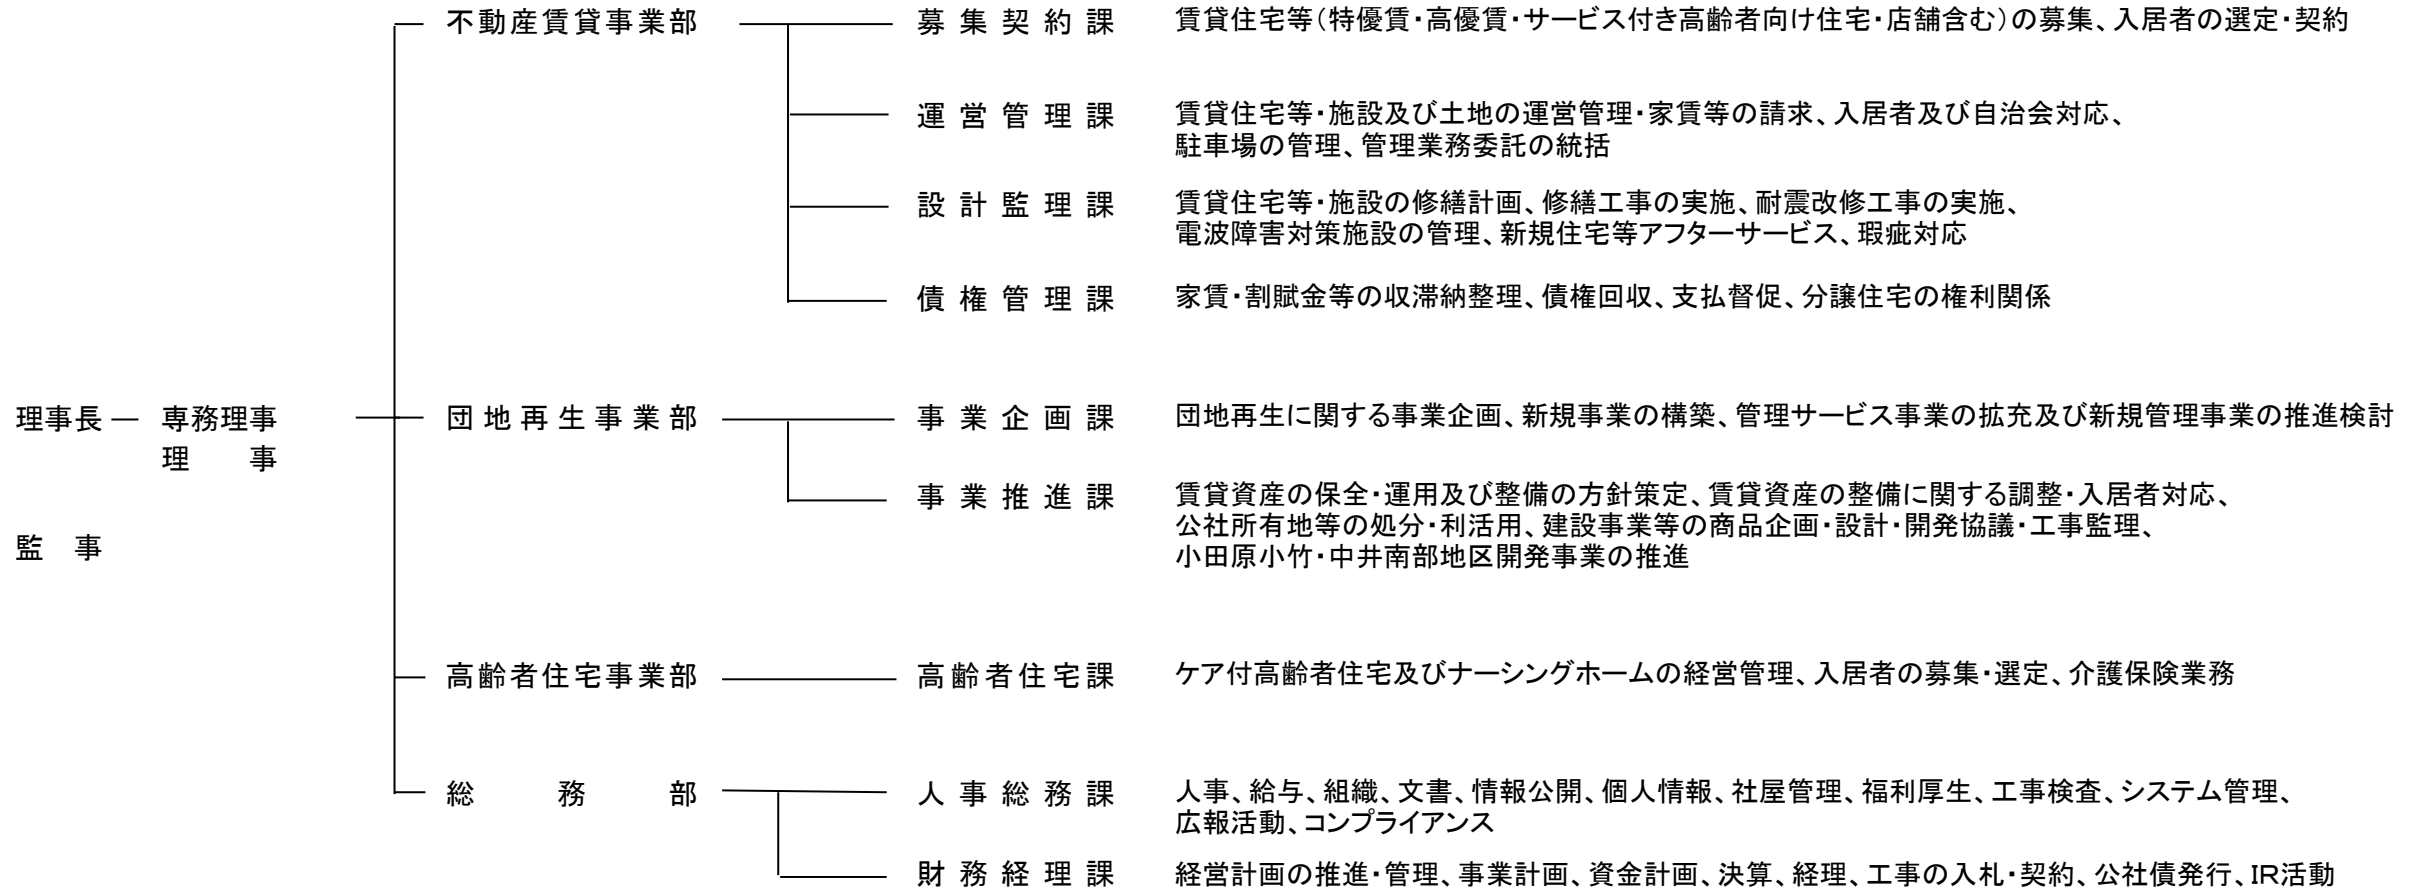 不動産賃貸事業部 募集契約課 賃貸住宅等（特優賃・高優賃・サービス付き高齢者向け住宅・店舗含む）の募集、入居者の選定・契約
運営管理課 賃貸住宅等・施設及び土地の運営管理・家賃等の請求、入居者及び自治会対応、
駐車場の管理、管理業務委託の統括
設計監理課 賃貸住宅等・施設の修繕計画、修繕工事の実施、耐震改修工事の実施、
電波障害対策施設の管理、新規住宅等アフターサービス、瑕疵対応
債権管理課 家賃・割賦金等の収滞納整理、債権回収、支払督促、分譲住宅の権利関係
理事長 専務理事 団地再生事業部 事業企画課 団地再生に関する事業企画、新規事業の構築、管理サービス事業の拡充及び新規管理事業の推進検討
理事
事業推進課 賃貸資産の保全・運用及び整備の方針策定、賃貸資産の整備に関する調整・入居者対応、
公社所有地等の処分・利活用、建設事業等の商品企画・設計・開発協議・工事監理、
監事
小田原小竹・中井南部地区開発事業の推進
高齢者住宅事業部 高齢者住宅課 ケア付高齢者住宅及びナーシングホームの経営管理、入居者の募集・選定、介護保険業務
総務部 人事総務課 人事、給与、組織、文書、情報公開、個人情報、社屋管理、福利厚生、工事検査、システム管理、
広報活動、コンプライアンス
財務経理課 経営計画の推進・管理、事業計画、資金計画、決算、経理、工事の入札・契約、公社債発行、IR活動